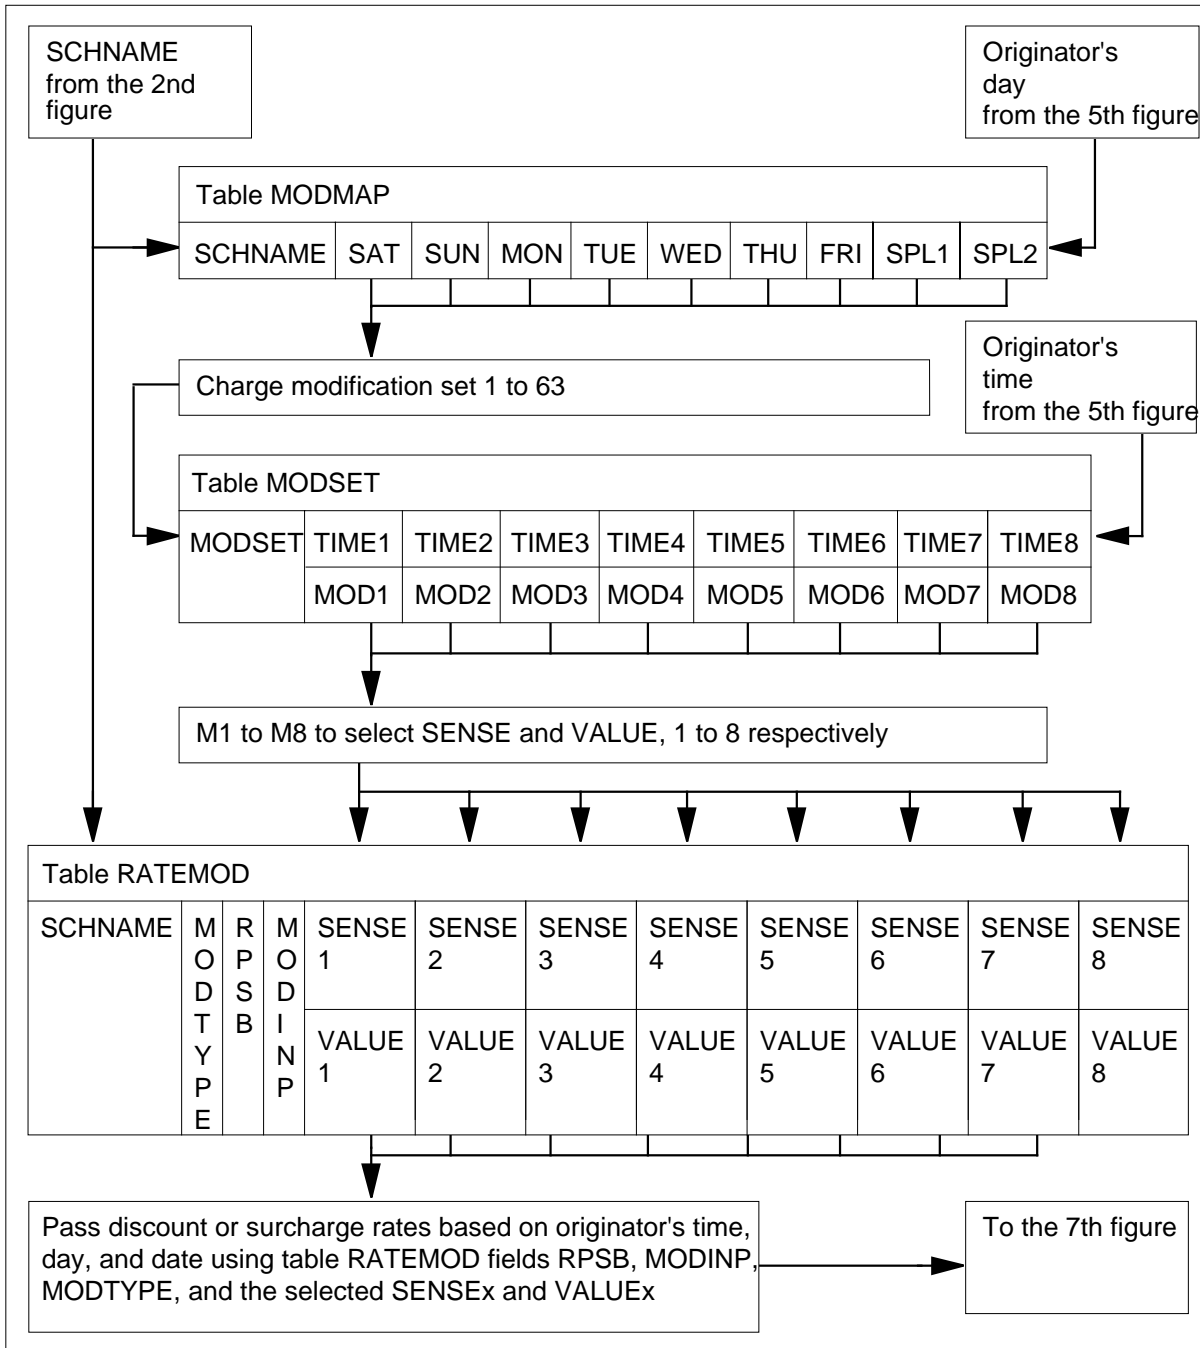 SCHNAME
from the 2nd
figure
Originator's
day
from the 5th figure
Table MODMAP
SCHNAME SAT SUN MON TUE WED THU FRI SPL1 SPL2
Charge modification set 1 to 63
Originator's
time
from the 5th figure
Table MODSET
MODSET TIME1 TIME2 TIME3 TIME4 TIME5 TIME6 TIME7 TIME8
MOD1 MOD2 MOD3 MOD4 MOD5 MOD6 MOD7 MOD8
M1 to M8 to select SENSE and VALUE, 1 to 8 respectively
Table RATEMOD
SCHNAME
MODTYPE
RPSB
MODINP
SENSE SENSE SENSE SENSE SENSE SENSE SENSE SENSE
1 2 3 4 5 6 7 8
VALUE VALUE VALUE VALUE VALUE VALUE VALUE VALUE
1 2 3 4 5 6 7 8
Pass discount or surcharge rates based on originator's time,
day, and date using table RATEMOD fields RPSB, MODINP,
MODTYPE, and the selected SENSEx and VALUEx
To the 7th figure